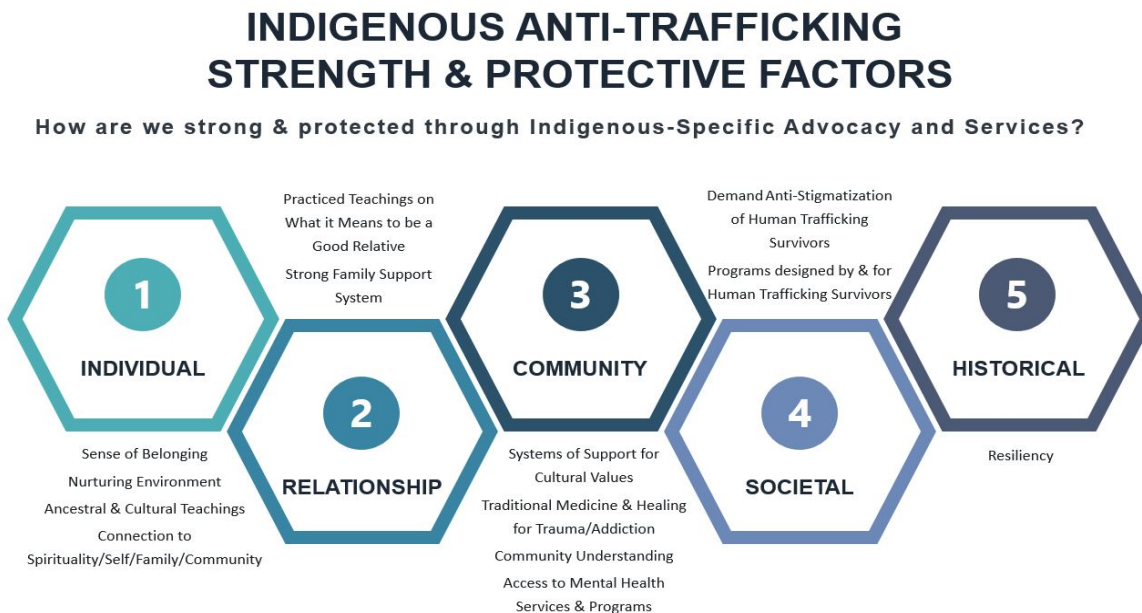 INDIGENOUS ANTI-TRAFFICKING
STRENGTH & PROTECTIVE FACTORS
How are we strong & protected through Indigenous-Specific Advocacy and Services?
1
INDIVIDUAL
Sense of Belonging
Nurturing Environment
Ancestral & Cultural Teachings
Connection to
Spirituality/Self/Family/Community
Practiced Teachings on
What it Means to be a
Good Relative
Strong Family Support
System
2
RELATIONSHIP
3
COMMUNITY
Systems of Support for
Cultural Values
Traditional Medicine & Healing
for Trauma/Addiction
Community Understanding
Access to Mental Health
Services & Programs
Demand Anti-Stigmatization
of Human Trafficking
Survivors
Programs designed by & for
Human Trafficking Survivors
4
SOCIETAL
5
HISTORICAL
Resiliency